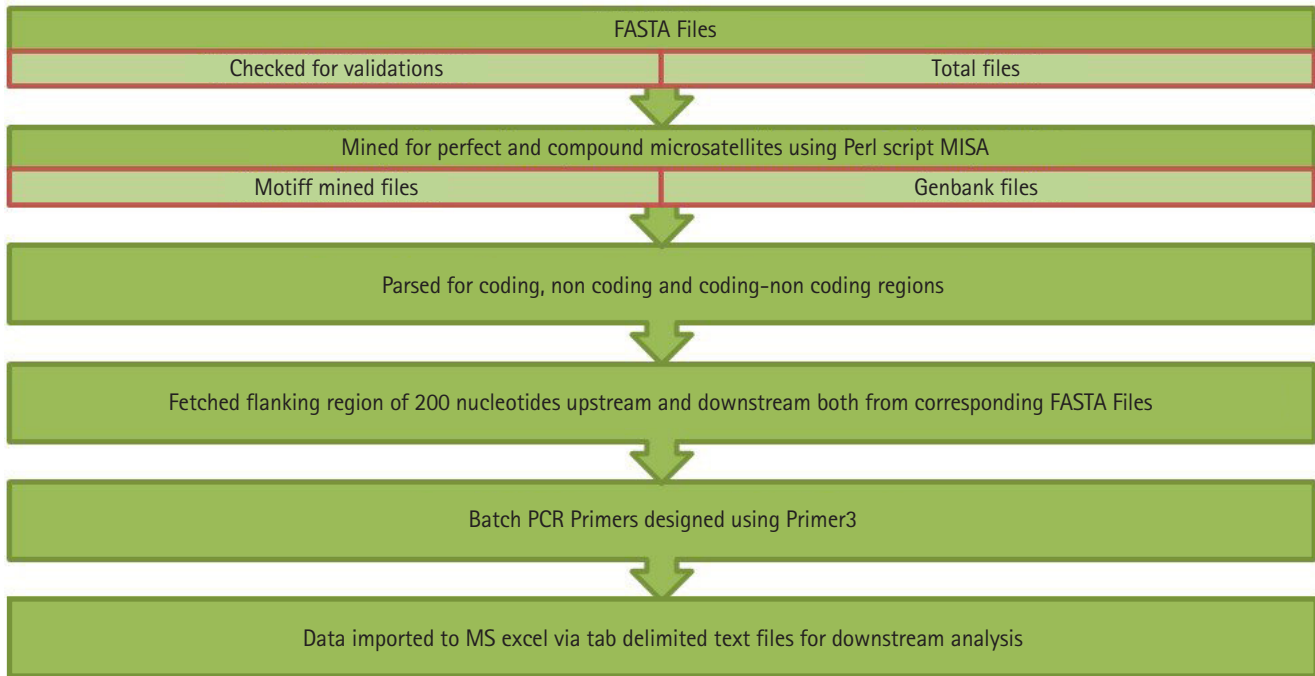 FASTA Files
Checked for validations
Total files
Mined for perfect and compound microsatellites using Perl script MISA
Motiff mined files
Genbank files
Parsed for coding, non coding and coding-non coding regions
Fetched flanking region of 200 nucleotides upstream and downstream both from corresponding FASTA Files
Batch PCR Primers designed using Primer3
Data imported to MS excel via tab delimited text files for downstream analysis